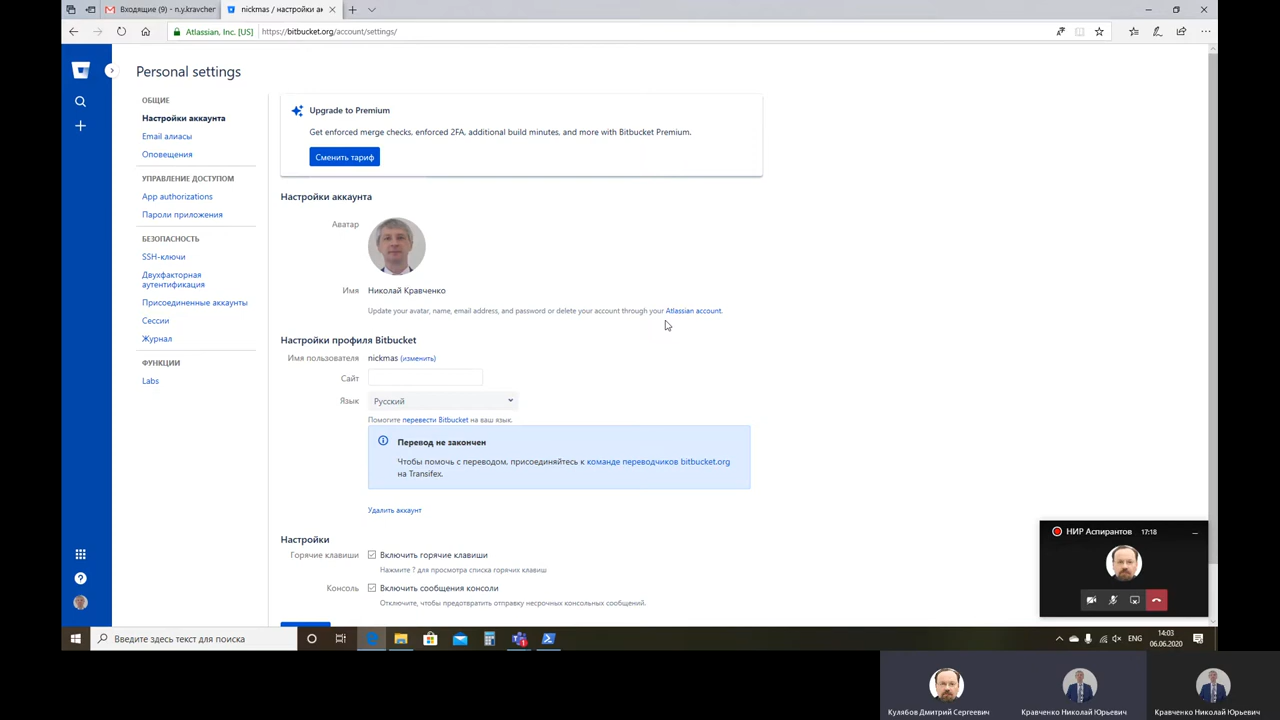 Входящие (9) - n.y.kravcher
nickmas / настройки ак
Atlassian, Inc. [US]
https://bitbucket.org/account/settings/
Personal settings
ОБЩИЕ
Настройки аккаунта
Email алиасы
Оповещения
УПРАВЛЕНИЕ ДОСТУПОМ
App authorizations
Пароли приложения
БЕЗОПАСНОСТЬ
SSH-ключи
Двухфакторная
аутентификация
Присоединенные аккаунты
Сессии
Журнал
ФУНКЦИИ
Labs
Upgrade to Premium
Get enforced merge checks, enforced 2FA, additional build minutes, and more with Bitbucket Premium.
Сменить тариф
Настройки аккаунта
Аватар
Имя Николай Кравченко
Update your avatar, name, email address, and password or delete your account through your Atlassian account.
Настройки профиля Bitbucket
Имя пользователя nickmas (изменить)
Сайт
Язык Русский
Помогите перевести Bitbucket на ваш язык.
Перевод не закончен
Чтобы помочь с переводом, присоединяйтесь к команде переводчиков bitbucket.org
на Transifex.
Удалить аккаунт
Настройки
Горячие клавиши Включить горячие клавиши
Нажмите ? для просмотра списка горячих клавиш
Консоль Включить сообщения консоли
Отключите, чтобы предотвратить отправку несрочных консольных сообщений.
НИР Аспирантов 17:18
Введите здесь текст для поиска
ENG
14:03
06.06.2020
Кулябов Дмитрий Сергеевич
Кравченко Николай Юрьевич
Кравченко Николай Юрьевич